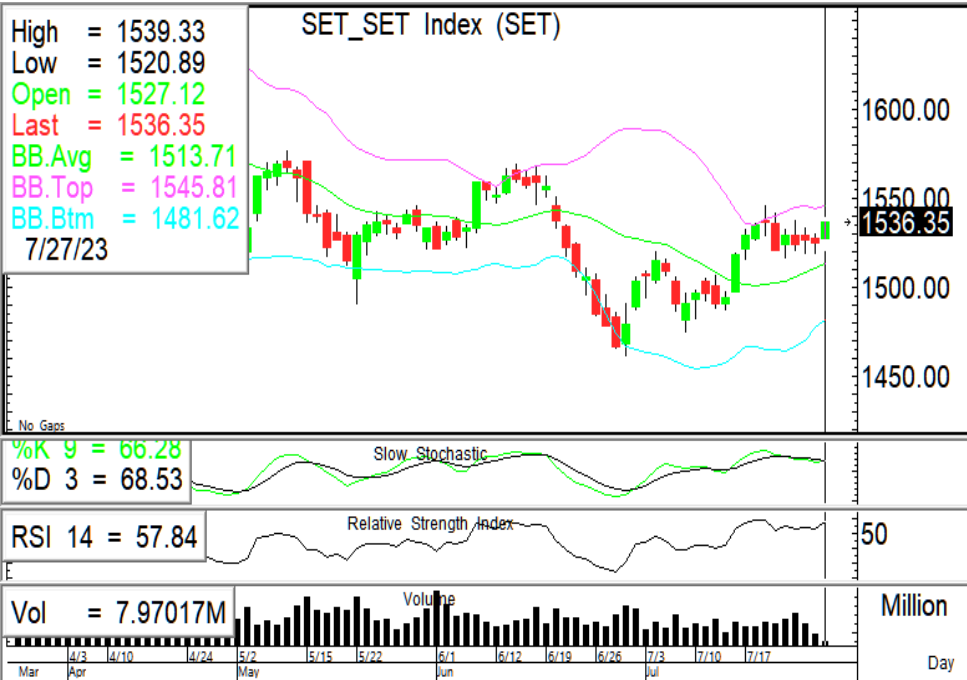 SET_SET Index (SET)
High = 1539.33
Low = 1520.89
Open = 1527.12
Last = 1536.35
BB.Avg = 1513.71
BB.Top = 1545.81
BB.Btm = 1481.62
7/27/23
1600.00
1550.00
1536.35
1500.00
1450.00
No Gaps
%K 9 = 66.28
%D 3 = 68.53
Slow Stochastic
RSI 14 = 57.84
Relative Strength Index
50
Vol = 7.97017M
Volume
Million
4/3 4/10 4/24 5/2 5/15 5/22 6/1 6/12 6/19 6/26 7/3 7/10 7/17
Mar Apr May Jun Jul
Day